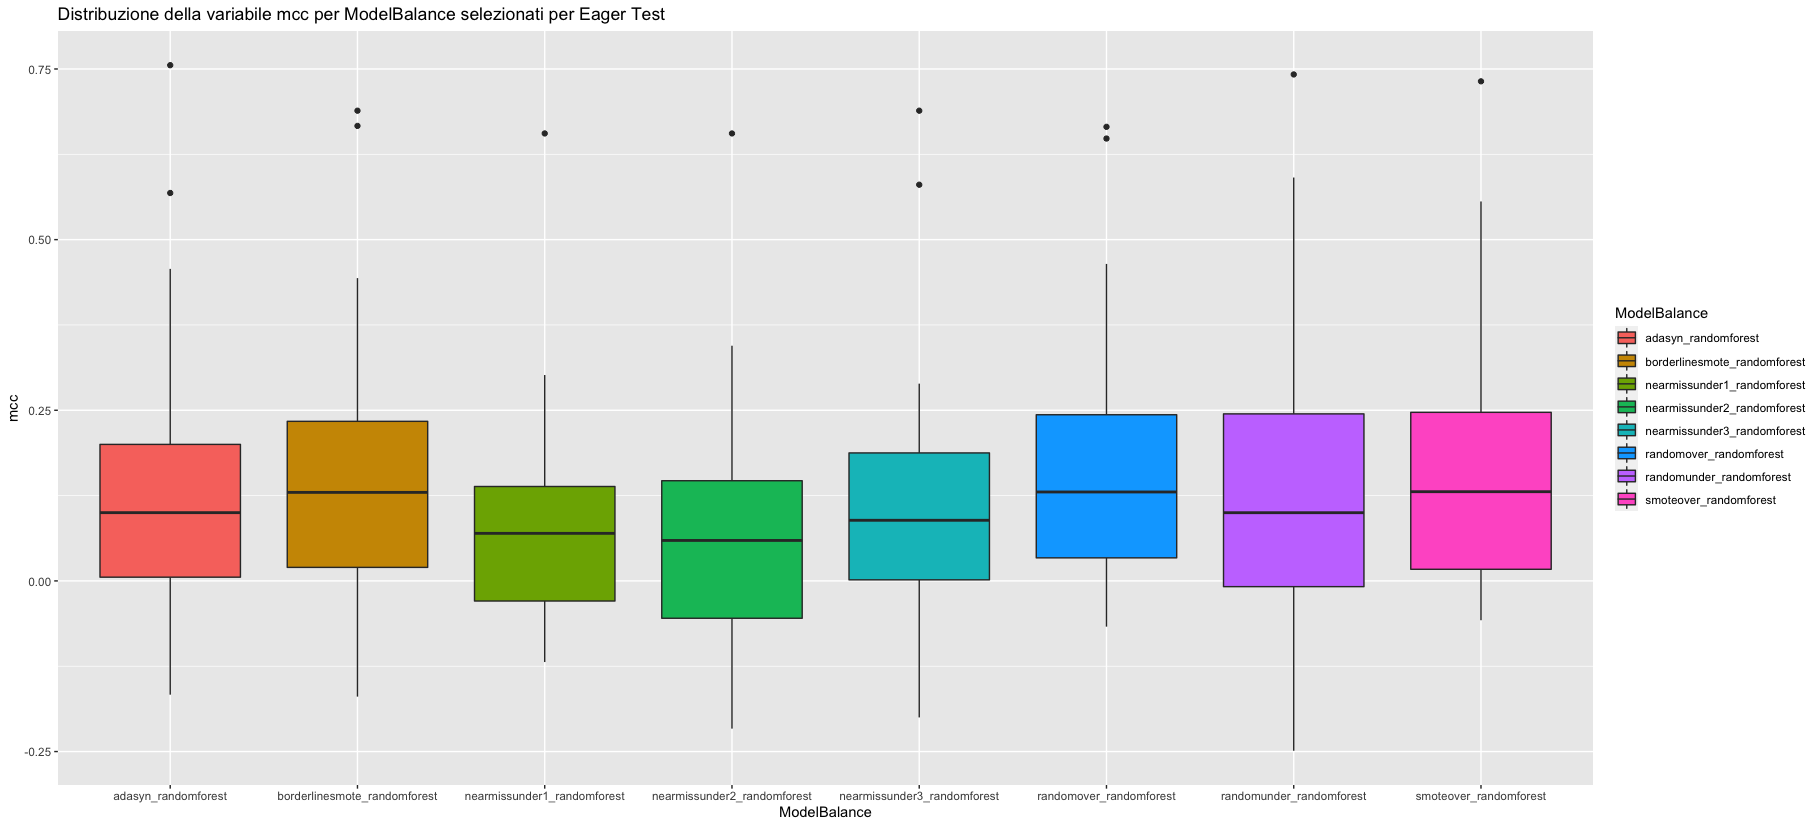 Distribuzione della variabile mcc per ModelBalance selezionati per Eager Test
0.75
0.50
0.25
0.00
-0.25
mcc
adasyn_randomforest
borderlinesmote_randomforest
nearmissunder1_randomforest
nearmissunder2_randomforest
nearmissunder3_randomforest
randomover_randomforest
randomunder_randomforest
smoteover_randomforest
ModelBalance
ModelBalance
adasyn_randomforest
borderlinesmote_randomforest
nearmissunder1_randomforest
nearmissunder2_randomforest
nearmissunder3_randomforest
randomover_randomforest
randomunder_randomforest
smoteover_randomforest